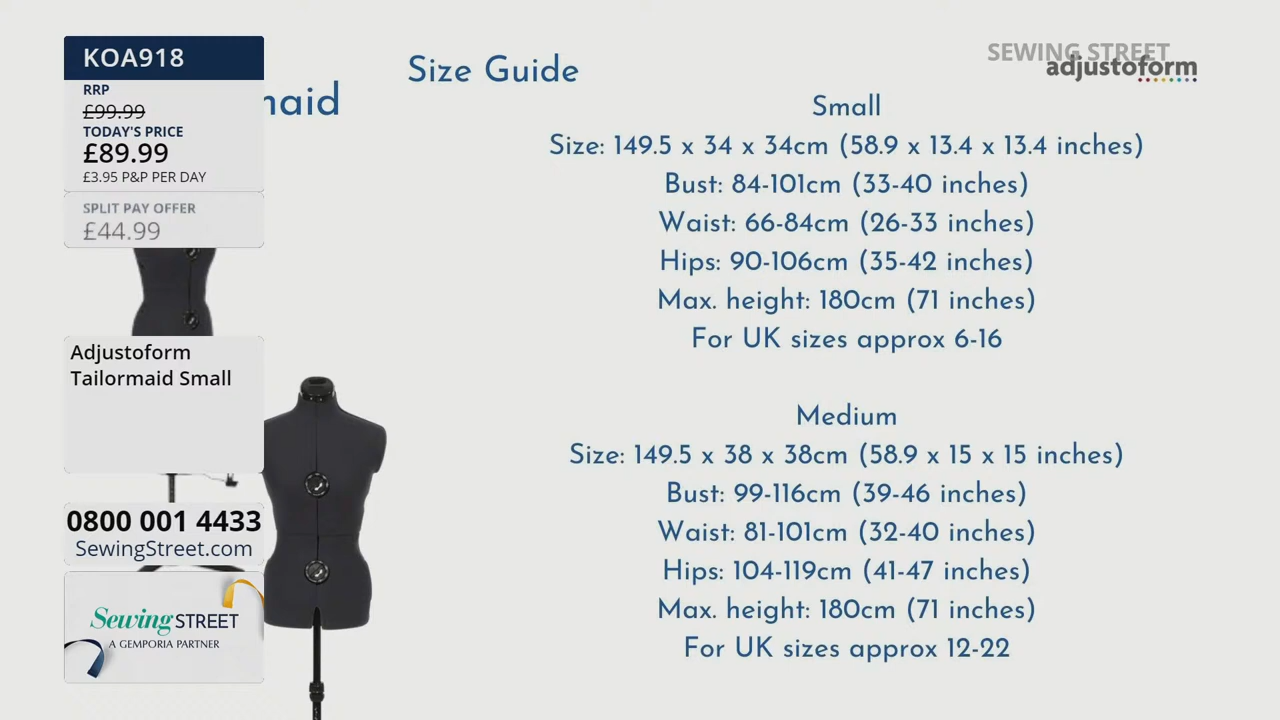 KOA918
RRP
£99.99
TODAY'S PRICE
£89.99
£3.95 P&P PER DAY
SPLIT PAY OFFER
£44.99
Adjustoform
Tailormaid Small
0800 001 4433
SewingStreet.com
Sewing STREET
A GEMPORIA PARTNER
Size Guide
SEWING STREET
adjustoform
Small
Size: 149.5 x 34 x 34cm (58.9 x 13.4 x 13.4 inches)
Bust: 84-101cm (33-40 inches)
Waist: 66-84cm (26-33 inches)
Hips: 90-106cm (35-42 inches)
Max. height: 180cm (71 inches)
For UK sizes approx 6-16
Medium
Size: 149.5 x 38 x 38cm (58.9 x 15 x 15 inches)
Bust: 99-116cm (39-46 inches)
Waist: 81-101cm (32-40 inches)
Hips: 104-119cm (41-47 inches)
Max. height: 180cm (71 inches)
For UK sizes approx 12-22